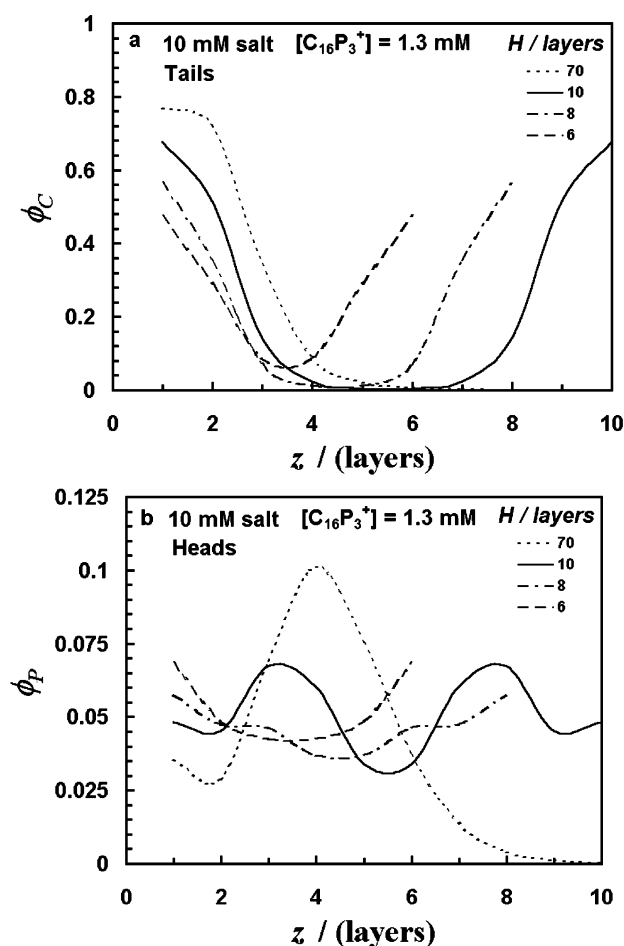 1
a 10 mM salt [C₁₆P₃⁺] = 1.3 mM H / layers
Tails
70
10
8
6
0.8
0.6
ϕC
0.4
0.2
0
0 2 4 6 8 10
z / (layers)
0.125
b 10 mM salt [C₁₆P₃⁺] = 1.3 mM H / layers
Heads
70
10
8
6
0.1
0.075
ϕP
0.05
0.025
0
0 2 4 6 8 10
z / (layers)